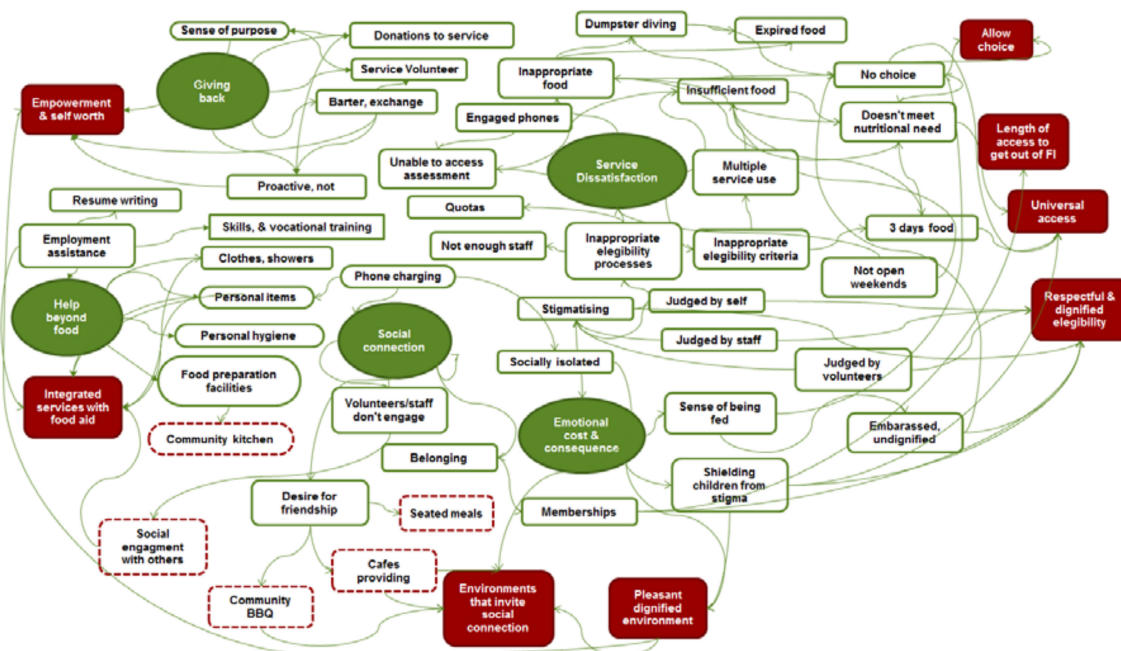 Sense of purpose
Donations to service
Dumpster diving
Expired food
Allow
choice
Giving
back
Service Volunteer
Inappropriate
food
No choice
Insufficient food
Empowerment
& self worth
Barter, exchange
Engaged phones
Doesn't meet
nutritional need
Length of
access to
get out of FI
Unable to access
assessment
Service
Dissatisfaction
Multiple
service use
Proactive, not
Resume writing
Quotas
Universal
access
Skills, & vocational training
3 days food
Employment
assistance
Not enough staff
Inappropriate
elegibility
processes
Inappropriate
elegibility criteria
Clothes, showers
Phone charging
Not open
weekends
Help
beyond
food
Personal items
Stigmatising
Judged by self
Respectful &
dignified
elegibility
Personal hygiene
Social
connection
Judged by staff
Socially isolated
Judged by
volunteers
Food preparation
facilities
Integrated
services with
food aid
Volunteers/staff
don't engage
Sense of being
fed
Emotional
cost &
consequence
Embarassed,
undignified
Community kitchen
Belonging
Shielding
children from
stigma
Desire for
friendship
Seated meals
Memberships
Social
engagment
with others
Cafes
providing
Community
BBQ
Environments
that invite
social
connection
Pleasant
dignified
environment